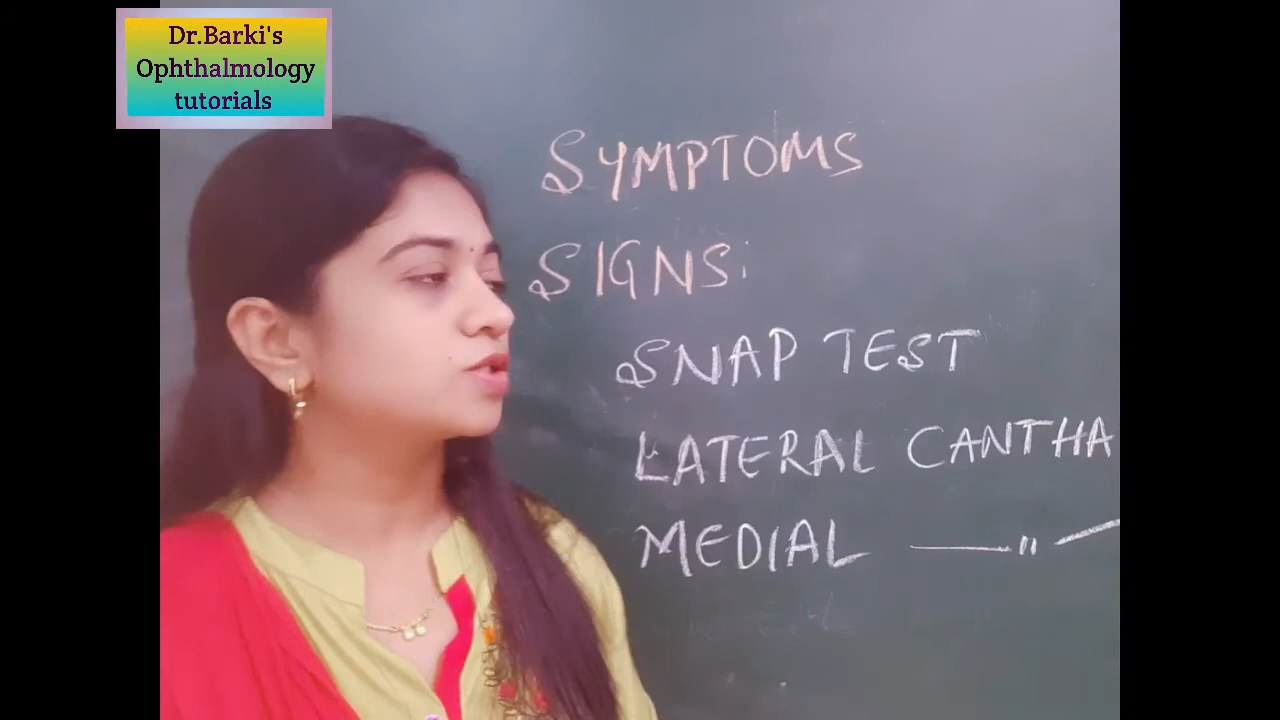 Dr.Barki's
Ophthalmology
tutorials
SYMPTOMS
SIGNS:
SNAP TEST
LATERAL CANTHA
MEDIAL —— " ——